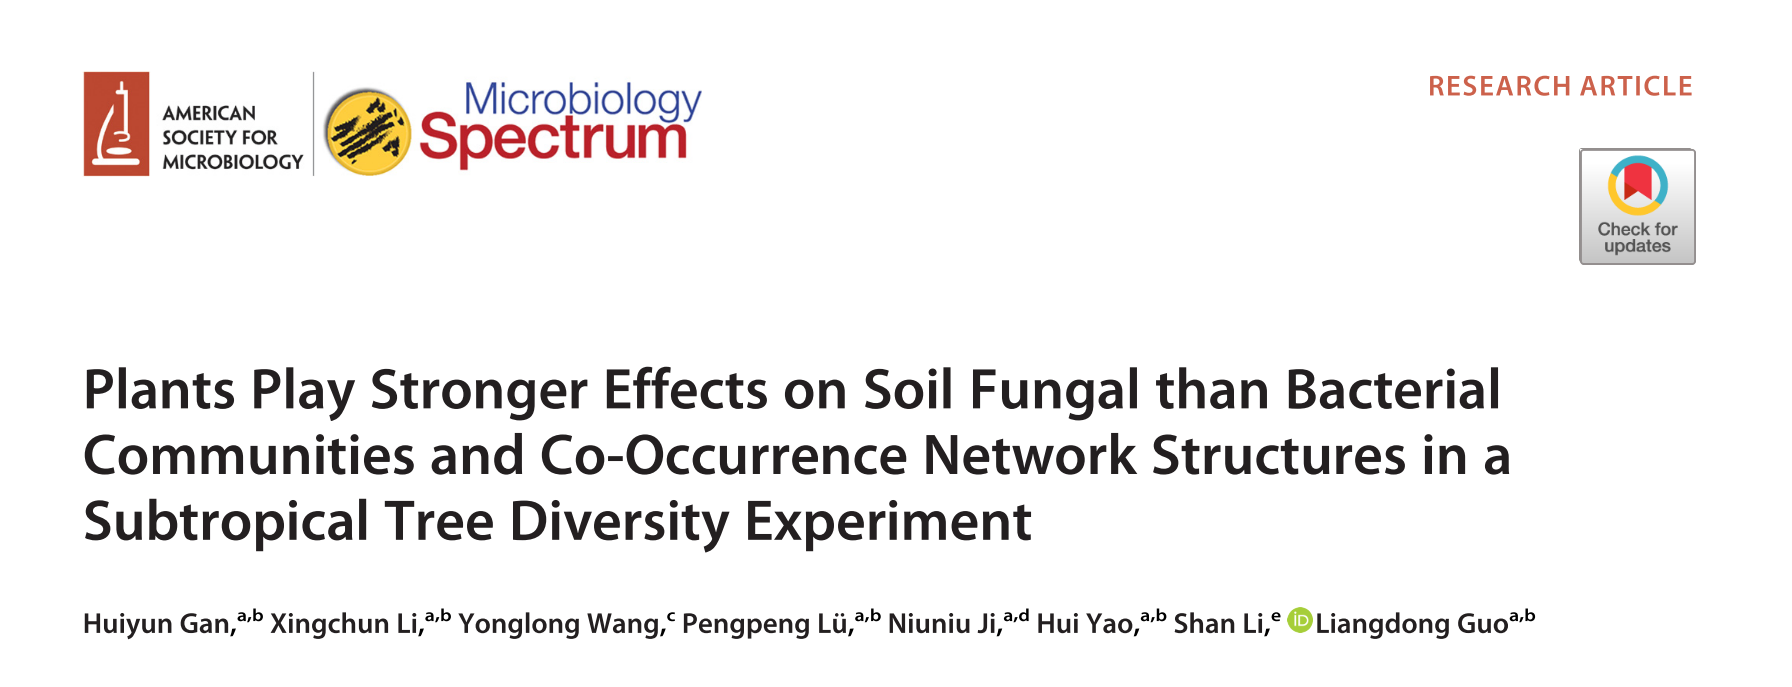 AMERICAN
SOCIETY FOR
MICROBIOLOGY
Microbiology
Spectrum
RESEARCH ARTICLE
Check for
updates
Plants Play Stronger Effects on Soil Fungal than Bacterial
Communities and Co-Occurrence Network Structures in a
Subtropical Tree Diversity Experiment
Huiyun Gan,a,b Xingchun Li,a,b Yonglong Wang,c Pengpeng Lü,a,b Niuniu Ji,a,d Hui Yao,a,b Shan Li,e iD Liangdong Guoa,b